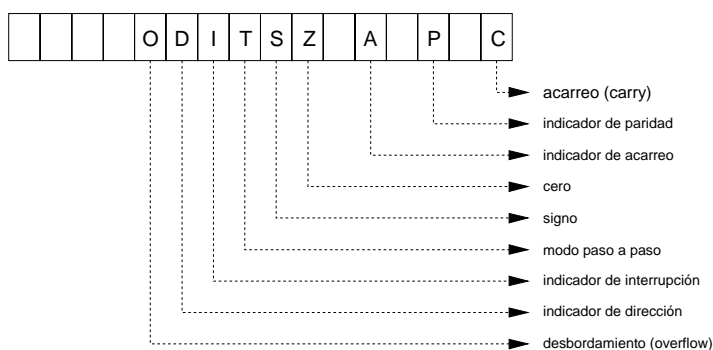 O D I T S Z A P C
acarreo (carry)
indicador de paridad
indicador de acarreo
cero
signo
modo paso a paso
indicador de interrupción
indicador de dirección
desbordamiento (overflow)